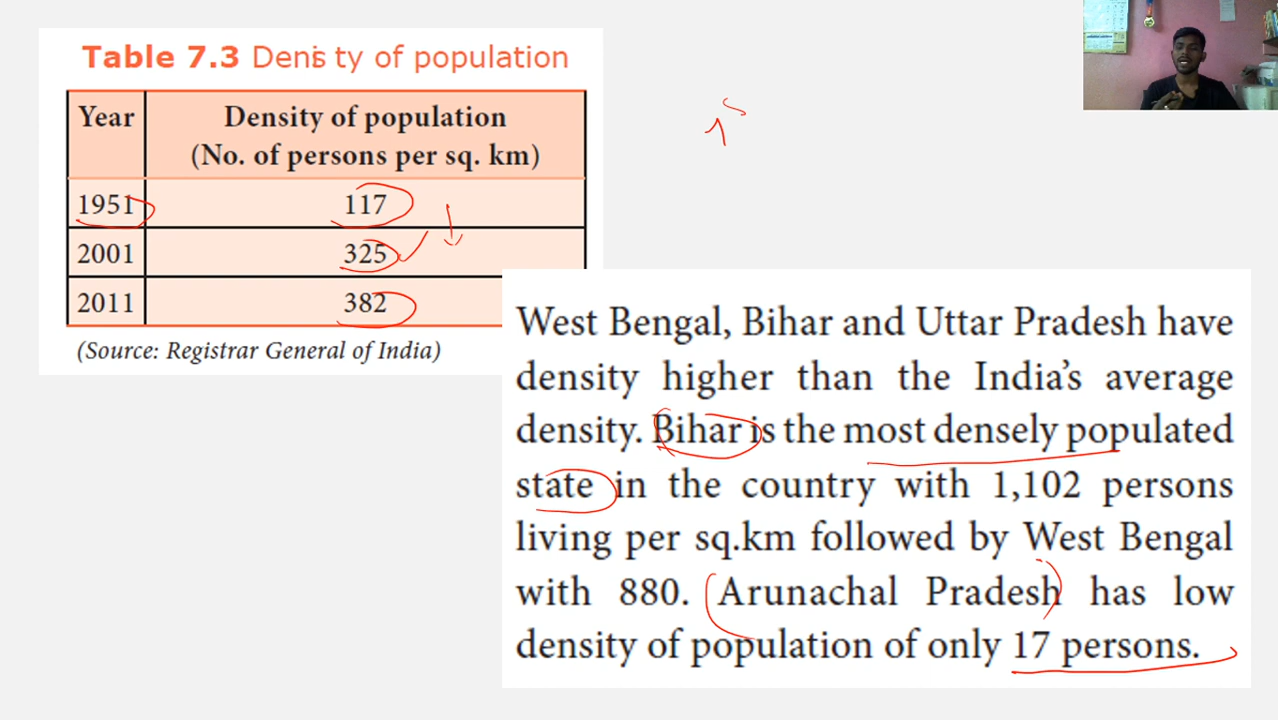 Table 7.3 Density of population
Year Density of population
(No. of persons per sq. km)
1951 117
2001 325
2011 382
(Source: Registrar General of India)
West Bengal, Bihar and Uttar Pradesh have
density higher than the India's average
density. Bihar is the most densely populated
state in the country with 1,102 persons
living per sq.km followed by West Bengal
with 880. Arunachal Pradesh has low
density of population of only 17 persons.